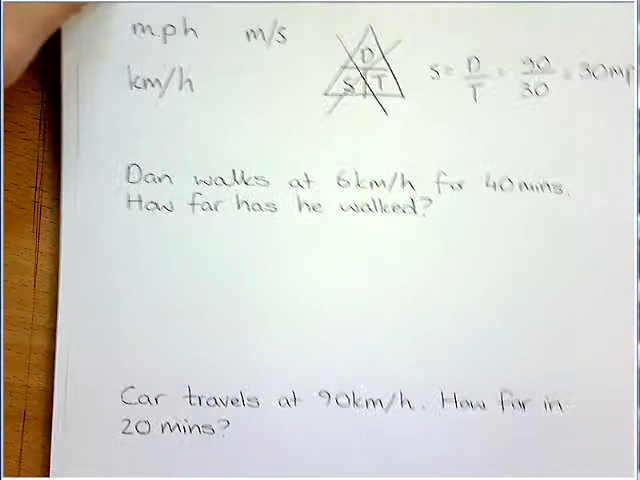 mph m/s
km/h
D
S T
S = D/T = 90/30 = 30mp
Dan walks at 6km/h for 40mins.
How far has he walked?
Car travels at 90km/h. How far in
20 mins?